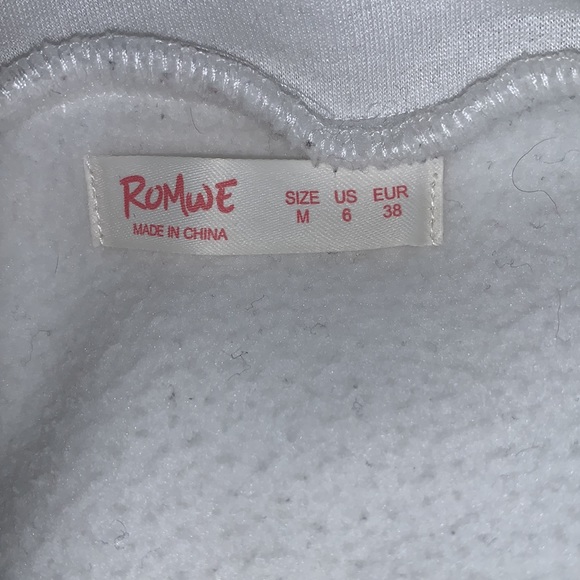 ROMWE
MADE IN CHINA
SIZE US EUR
M 6 38